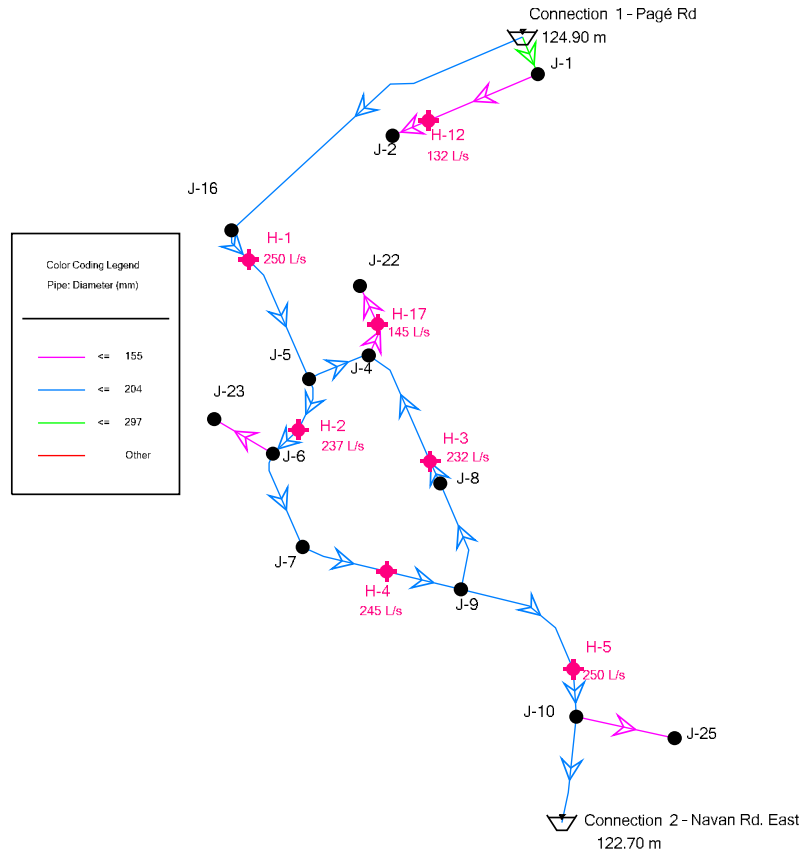 Connection 1 - Pagé Rd
124.90 m
J-1
H-12
J-2
132 L/s
J-16
H-1
250 L/s
J-22
Color Coding Legend
Pipe: Diameter (mm)
<= 155
<= 204
<= 297
Other
H-17
145 L/s
J-5
J-4
J-23
H-2
237 L/s
H-3
232 L/s
J-6
J-8
J-7
H-4
245 L/s
J-9
H-5
250 L/s
J-10
J-25
Connection 2 - Navan Rd. East
122.70 m